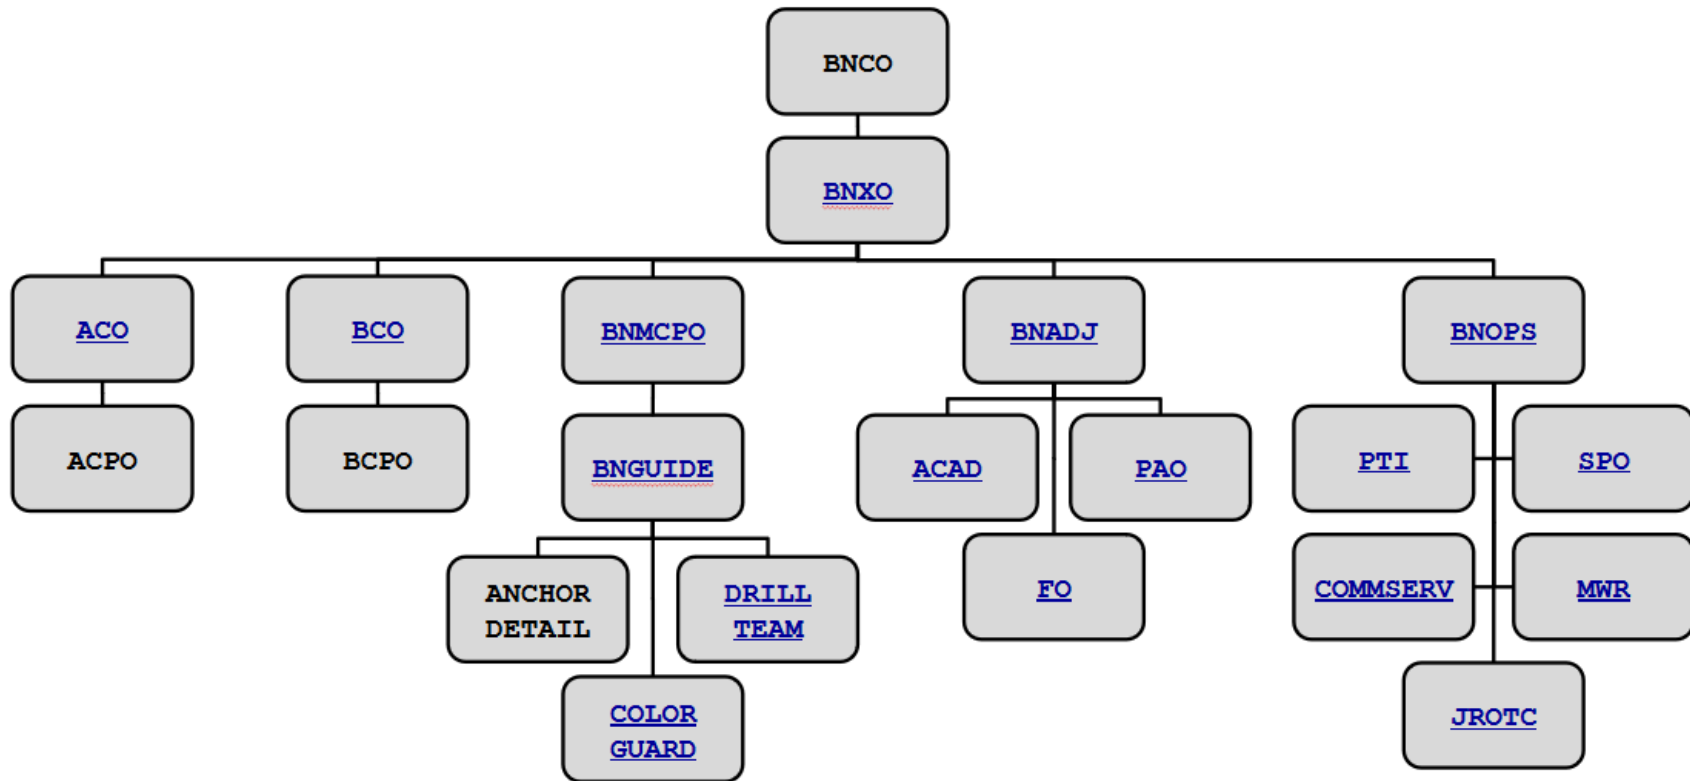 BNCO
BNXO
ACO
BCO
BNMCPO
BNADJ
BNOPS
ACPO
BCPO
BNGUIDE
ACAD
PAO
PTI
SPO
ANCHOR
DETAIL
DRILL
TEAM
FO
COMMSERV
MWR
COLOR
GUARD
JROTC